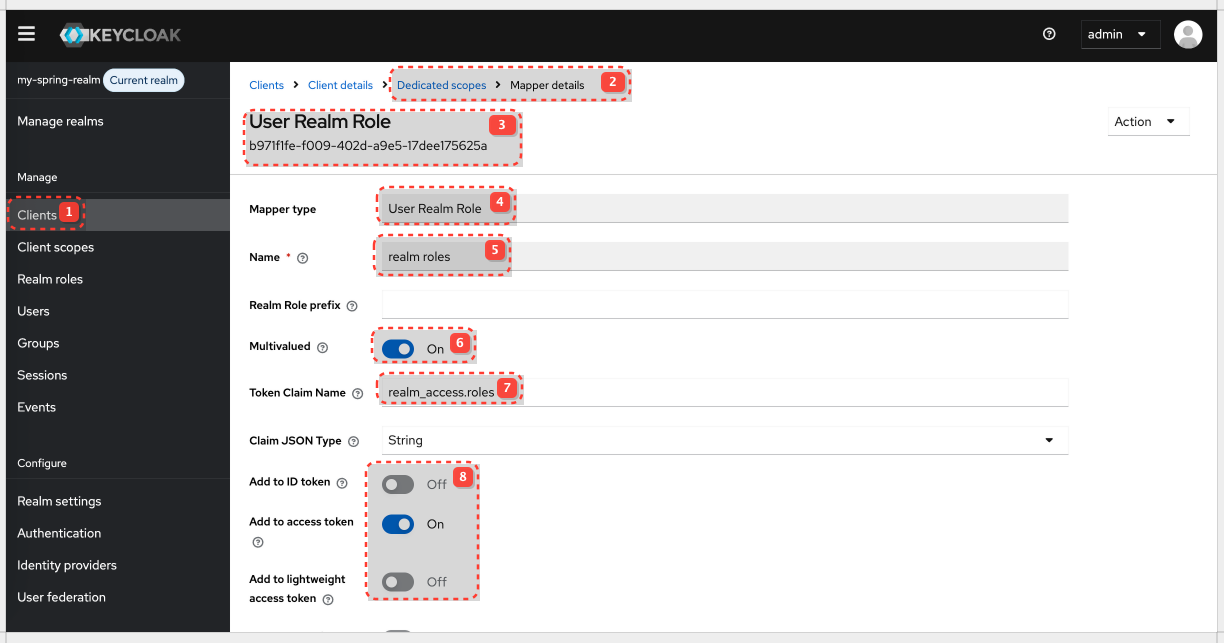 KEYCLOAK
admin
my-spring-realm Current realm
Manage realms
Manage
Clients 1
Client scopes
Realm roles
Users
Groups
Sessions
Events
Configure
Realm settings
Authentication
Identity providers
User federation
Clients > Client details > Dedicated scopes > Mapper details 2
User Realm Role 3
b971f1fe-f009-402d-a9e5-17dee175625a
Action
Mapper type User Realm Role 4
Name * realm roles 5
Realm Role prefix
Multivalued On 6
Token Claim Name realm_access.roles 7
Claim JSON Type String
Add to ID token Off 8
Add to access token On
Add to lightweight
access token Off